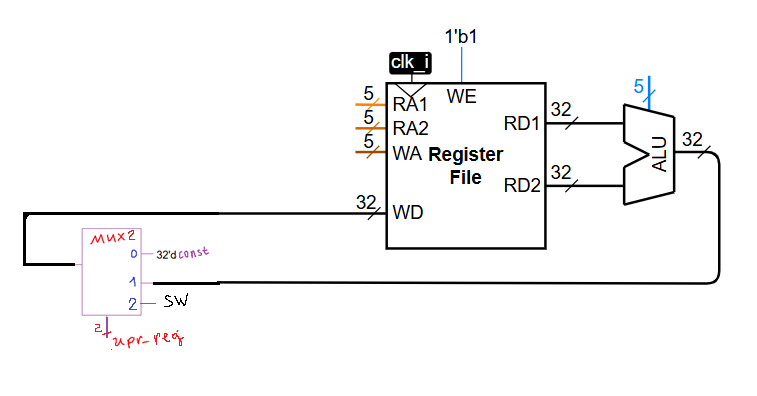 1'b1
clk_i
5
RA1
WE
5
RA2
5
WA
Register
File
32
WD
RD1
32
RD2
32
5
ALU
32
mux2
0
32'd const
1
2
SW
2
upr_reg